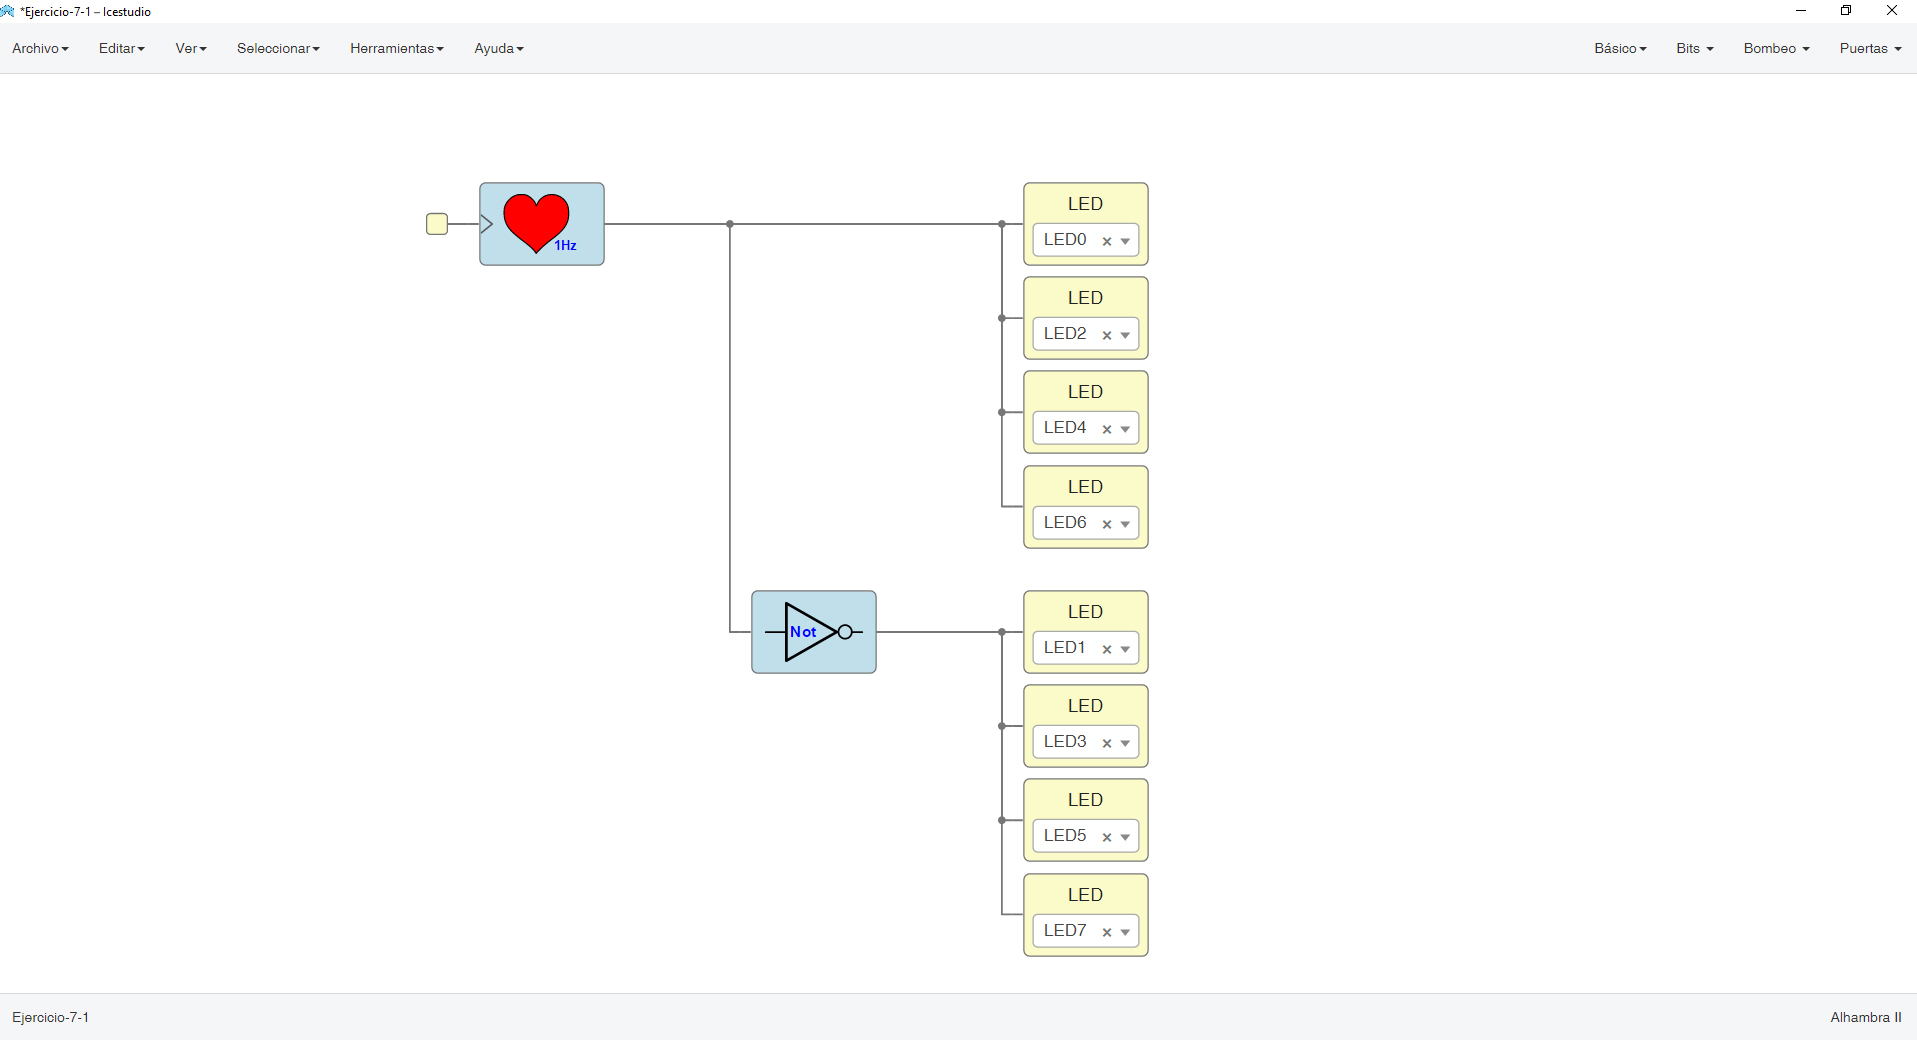 *Ejercicio-7-1 – Icestudio
Archivo Editar Ver Seleccionar Herramientas Ayuda Básico Bits Bombeo Puertas
1Hz
LED
LED0
LED
LED2
LED
LED4
LED
LED6
Not
LED
LED1
LED
LED3
LED
LED5
LED
LED7
Ejercicio-7-1 Alhambra II